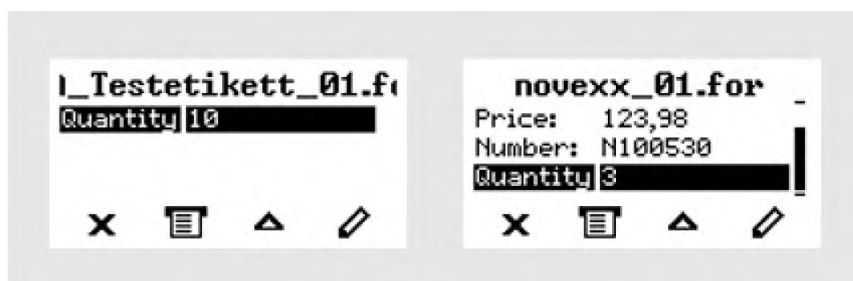 _Testetikett_01.f
Quantity 10
novexx_01.for
Price: 123,98
Number: N100530
Quantity 3